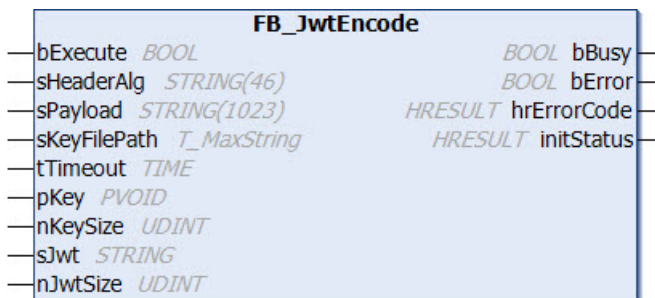 FB_JwtEncode
bExecute BOOL BOOL bBusy
sHeaderAlg STRING(46) BOOL bError
sPayload STRING(1023) HRESULT hrErrorCode
sKeyFilePath T_MaxString HRESULT initStatus
tTimeout TIME
pKey PVOID
nKeySize UDINT
sJwt STRING
nJwtSize UDINT